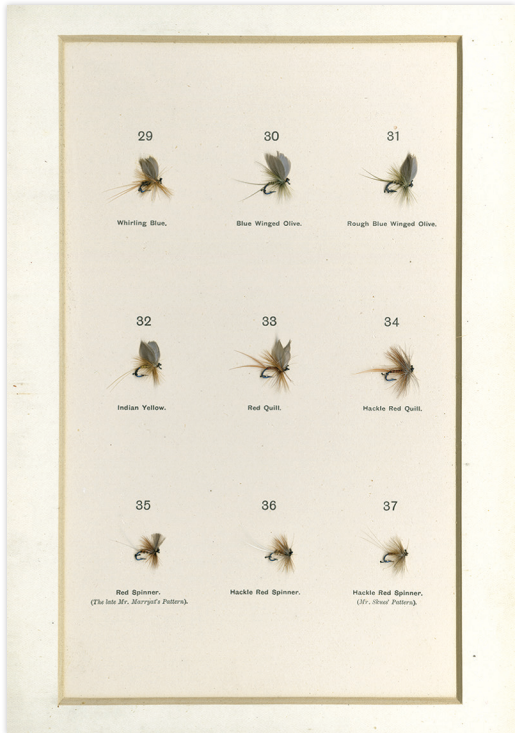 29 30 31
Whirling Blue. Blue Winged Olive. Rough Blue Winged Olive.
32 33 34
Indian Yellow. Red Quill. Hackle Red Quill.
35 36 37
Red Spinner. Hackle Red Spinner. Hackle Red Spinner.
(The late Mr. Marryat's Pattern). (Mr. Skues' Pattern).